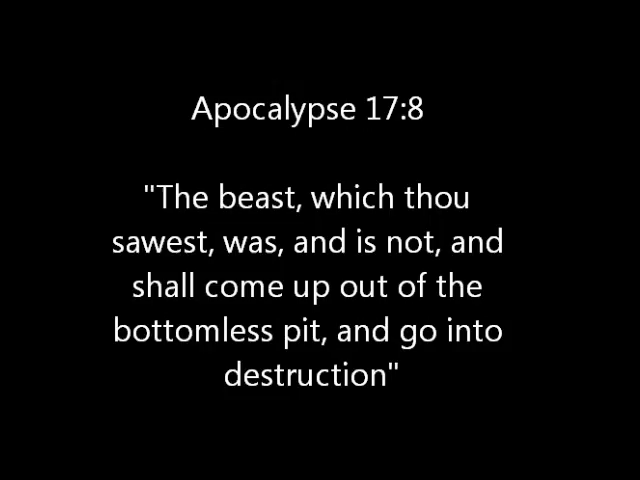 Apocalypse 17:8
"The beast, which thou
sawest, was, and is not, and
shall come up out of the
bottomless pit, and go into
destruction"